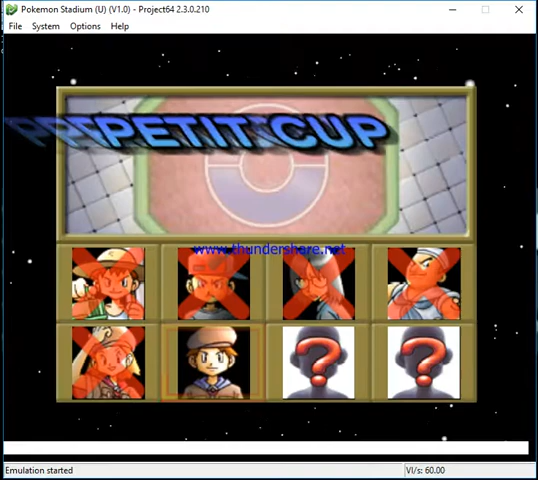 Pokemon Stadium (U) (V1.0) - Project64 2.3.0.210
File System Options Help
PETIT CUP
www.thundershare.net
? ?
Emulation started VI/s: 60.00